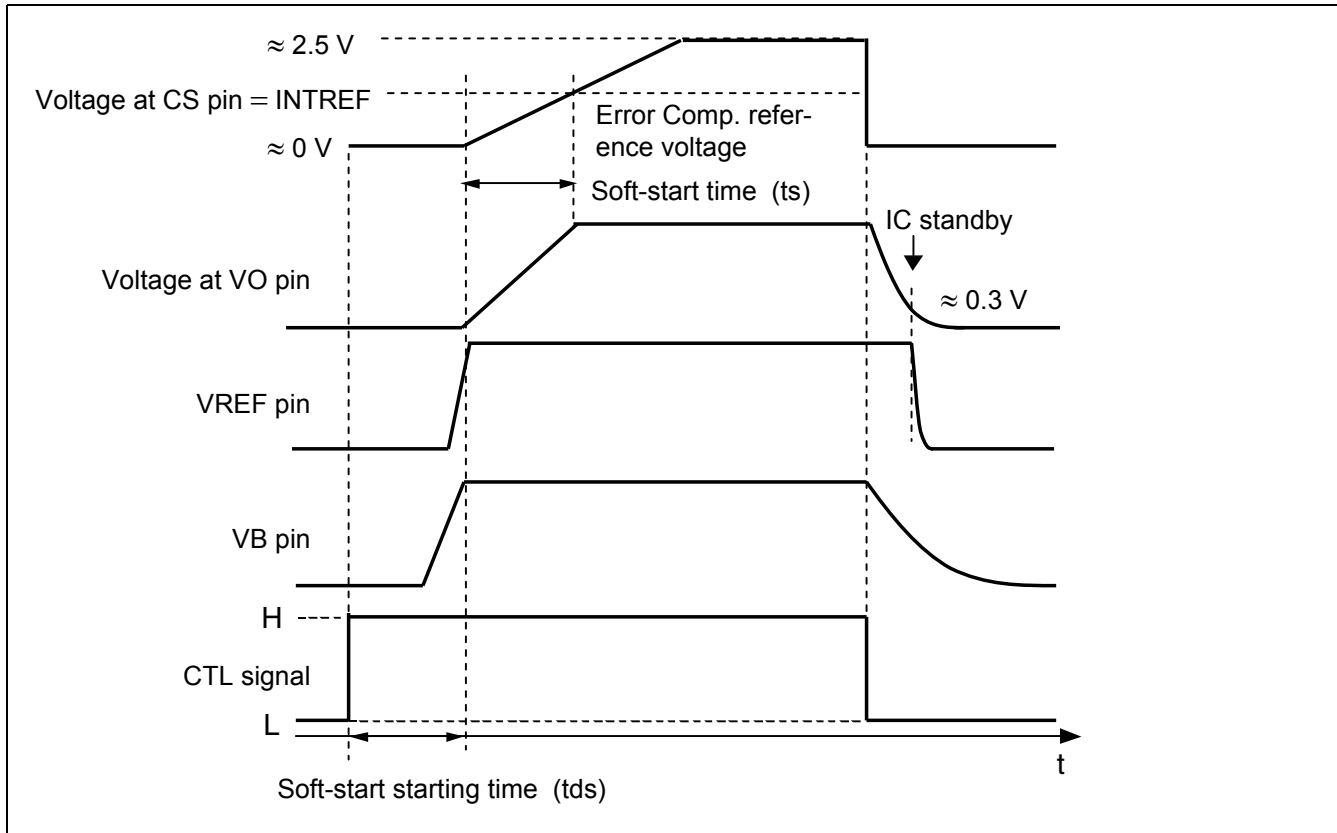 ≈ 2.5 V
Voltage at CS pin = INTREF
Error Comp. refer-
ence voltage
≈ 0 V
Soft-start time (ts)
IC standby
Voltage at VO pin
≈ 0.3 V
VREF pin
VB pin
H
CTL signal
L
t
Soft-start starting time (tds)